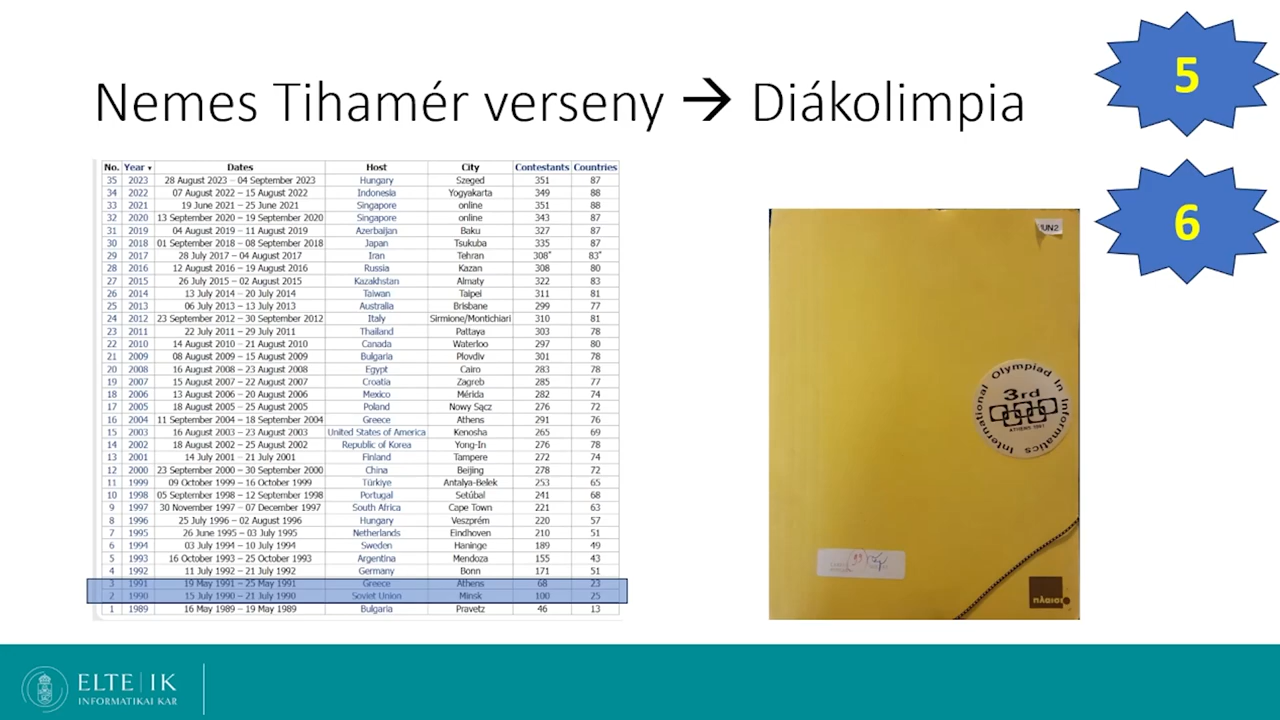 Nemes Tihamér verseny → Diákolimpia
5
6
No. Year ▾ Dates Host City Contestants Countries
35 2023 28 August 2023 – 04 September 2023 Hungary Szeged 351 87
34 2022 07 August 2022 – 15 August 2022 Indonesia Yogyakarta 349 88
33 2021 19 June 2021 – 25 June 2021 Singapore online 351 88
32 2020 13 September 2020 – 19 September 2020 Singapore online 343 87
31 2019 04 August 2019 – 11 August 2019 Azerbaijan Baku 327 87
30 2018 01 September 2018 – 08 September 2018 Japan Tsukuba 335 87
29 2017 28 July 2017 – 04 August 2017 Iran Tehran 308* 83*
28 2016 12 August 2016 – 19 August 2016 Russia Kazan 308 80
27 2015 26 July 2015 – 02 August 2015 Kazakhstan Almaty 322 83
26 2014 13 July 2014 – 20 July 2014 Taiwan Taipei 311 81
25 2013 06 July 2013 – 13 July 2013 Australia Brisbane 299 77
24 2012 23 September 2012 – 30 September 2012 Italy Sirmione/Montichiari 310 81
23 2011 22 July 2011 – 29 July 2011 Thailand Pattaya 303 78
22 2010 14 August 2010 – 21 August 2010 Canada Waterloo 297 80
21 2009 08 August 2009 – 15 August 2009 Bulgaria Plovdiv 301 78
20 2008 16 August 2008 – 23 August 2008 Egypt Cairo 283 78
19 2007 15 August 2007 – 22 August 2007 Croatia Zagreb 285 77
18 2006 13 August 2006 – 20 August 2006 Mexico Mérida 282 74
17 2005 18 August 2005 – 25 August 2005 Poland Nowy Sącz 276 72
16 2004 11 September 2004 – 18 September 2004 Greece Athens 291 76
15 2003 16 August 2003 – 23 August 2003 United States of America Kenosha 265 69
14 2002 18 August 2002 – 25 August 2002 Republic of Korea Yong-In 276 78
13 2001 14 July 2001 – 21 July 2001 Finland Tampere 272 74
12 2000 23 September 2000 – 30 September 2000 China Beijing 278 72
11 1999 09 October 1999 – 16 October 1999 Türkiye Antalya-Belek 253 65
10 1998 05 September 1998 – 12 September 1998 Portugal Setúbal 241 68
9 1997 30 November 1997 – 07 December 1997 South Africa Cape Town 221 63
8 1996 25 July 1996 – 02 August 1996 Hungary Veszprém 220 57
7 1995 26 June 1995 – 03 July 1995 Netherlands Eindhoven 210 51
6 1994 03 July 1994 – 10 July 1994 Sweden Haninge 189 49
5 1993 16 October 1993 – 25 October 1993 Argentina Mendoza 155 43
4 1992 11 July 1992 – 21 July 1992 Germany Bonn 171 51
3 1991 19 May 1991 – 25 May 1991 Greece Athens 68 23
2 1990 15 July 1990 – 21 July 1990 Soviet Union Minsk 100 25
1 1989 16 May 1989 – 19 May 1989 Bulgaria Pravetz 46 13
HUN2
International Olympiad In Informatics
3rd
ATHENS 1991
πλαισιο
ELTE | IK
INFORMATIKAI KAR